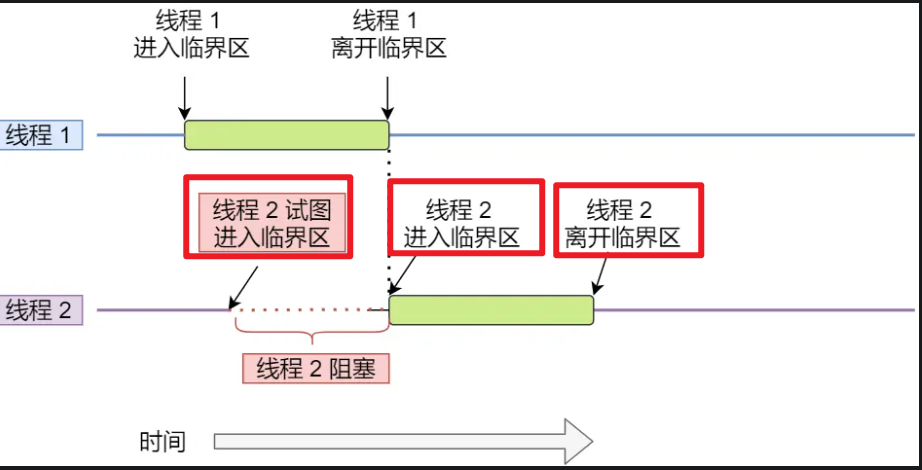 线程 1
进入临界区
线程 1
离开临界区
线程 1
线程 2 试图
进入临界区
线程 2
进入临界区
线程 2
离开临界区
线程 2
线程 2 阻塞
时间